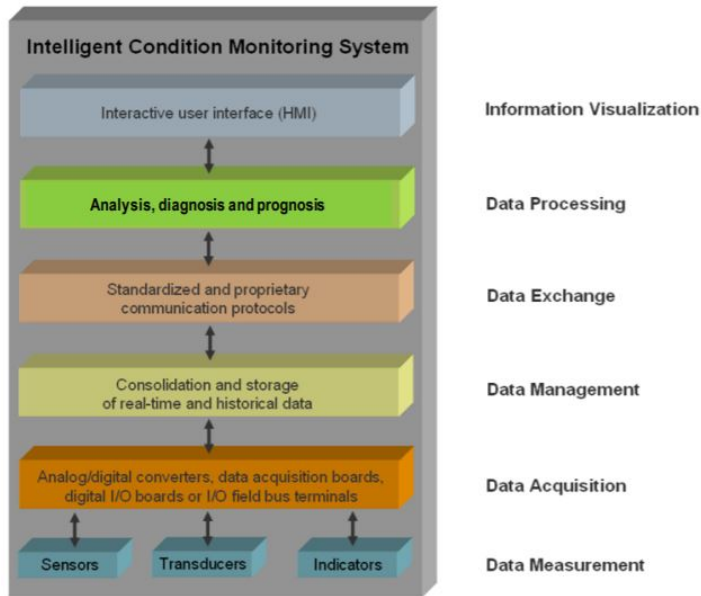 Intelligent Condition Monitoring System
Interactive user interface (HMI)
Information Visualization
Analysis, diagnosis and prognosis
Data Processing
Standardized and proprietary
communication protocols
Data Exchange
Consolidation and storage
of real-time and historical data
Data Management
Analog/digital converters, data acquisition boards,
digital I/O boards or I/O field bus terminals
Data Acquisition
Sensors
Transducers
Indicators
Data Measurement